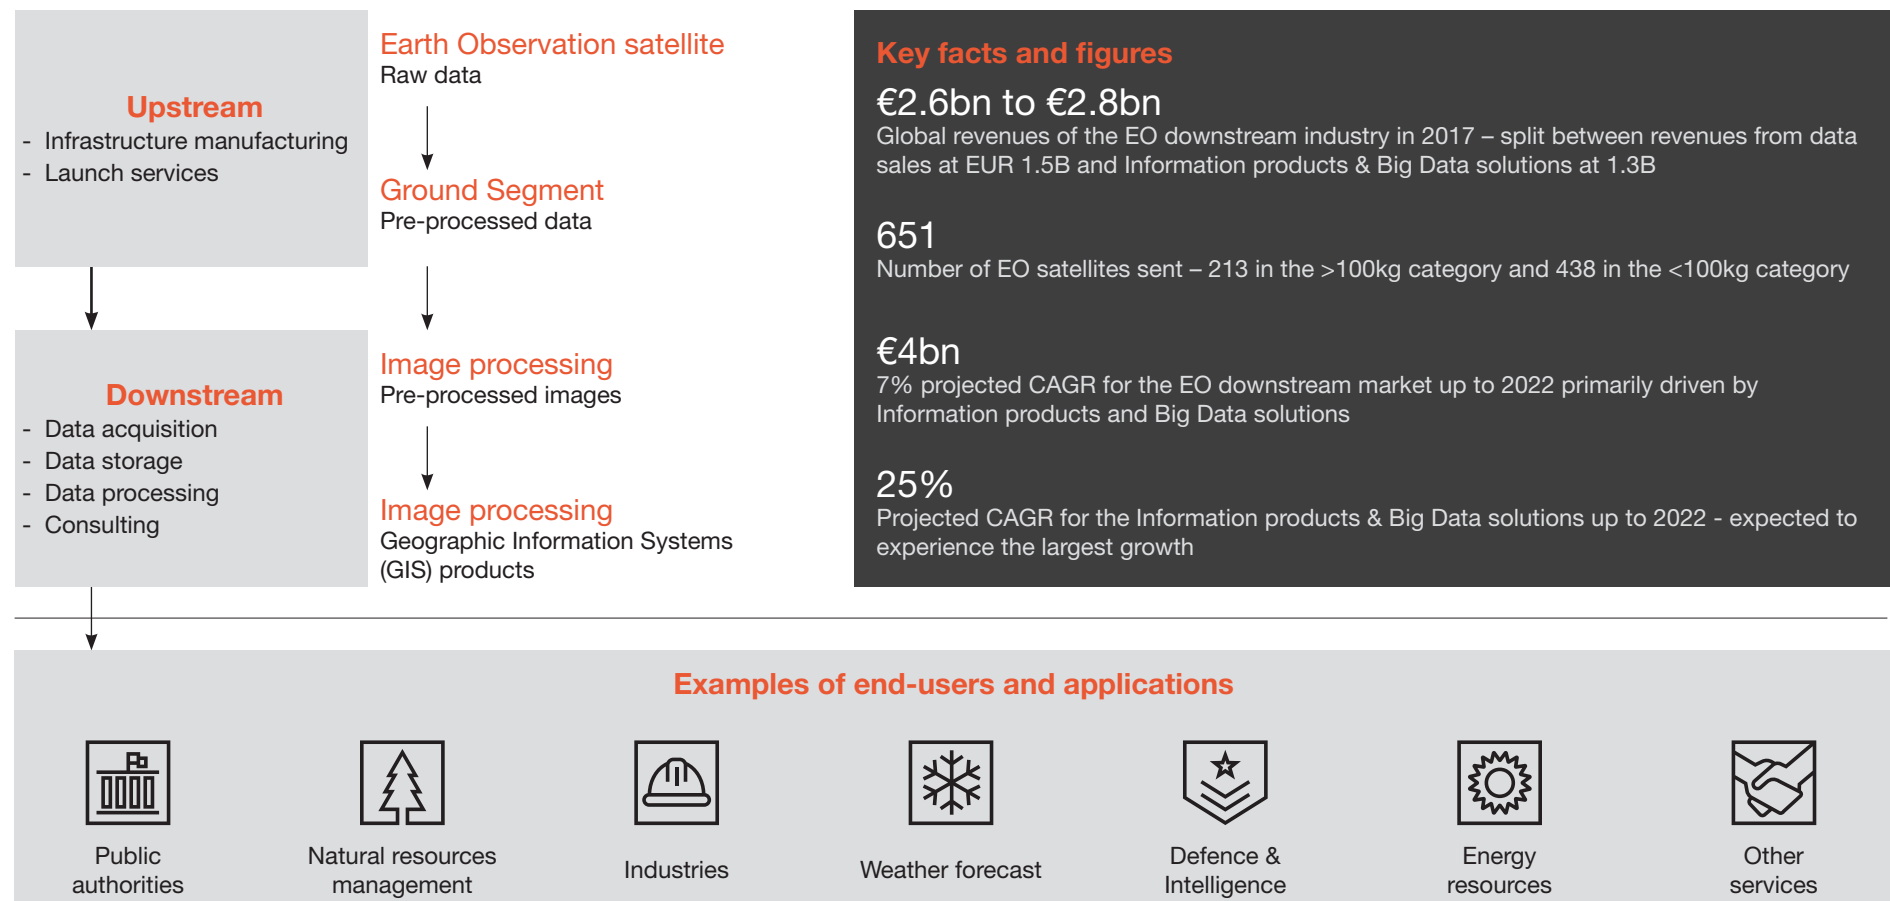 Upstream
- Infrastructure manufacturing
- Launch services
Downstream
- Data acquisition
- Data storage
- Data processing
- Consulting
Earth Observation satellite
Raw data
Ground Segment
Pre-processed data
Image processing
Pre-processed images
Image processing
Geographic Information Systems
(GIS) products
Key facts and figures
€2.6bn to €2.8bn
Global revenues of the EO downstream industry in 2017 – split between revenues from data
sales at EUR 1.5B and Information products & Big Data solutions at 1.3B
651
Number of EO satellites sent – 213 in the >100kg category and 438 in the <100kg category
€4bn
7% projected CAGR for the EO downstream market up to 2022 primarily driven by
Information products and Big Data solutions
25%
Projected CAGR for the Information products & Big Data solutions up to 2022 - expected to
experience the largest growth
Examples of end-users and applications
Public
authorities
Natural resources
management
Industries
Weather forecast
Defence &
Intelligence
Energy
resources
Other
services